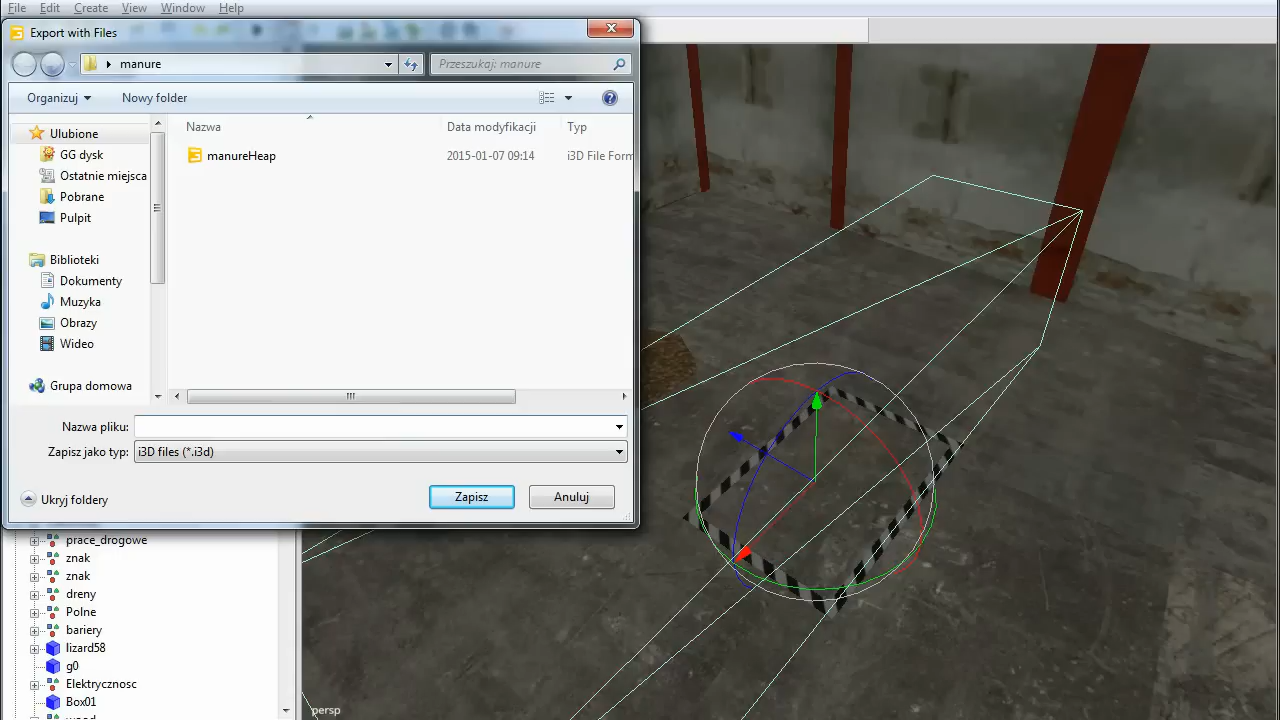 File Edit Create View Window Help
Export with Files
manure
Przeszukaj: manure
Organizuj Nowy folder
Nazwa Data modyfikacji Typ
manureHeap 2015-01-07 09:14 i3D File Form
Ulubione
GG dysk
Ostatnie miejsca
Pobrane
Pulpit
Biblioteki
Dokumenty
Muzyka
Obrazy
Wideo
Grupa domowa
Nazwa pliku:
Zapisz jako typ: i3D files (*.i3d)
Ukryj foldery Zapisz Anuluj
prace_drogowe
znak
znak
dreny
Polne
bariery
lizard58
g0
Elektrycznosc
Box01
persp